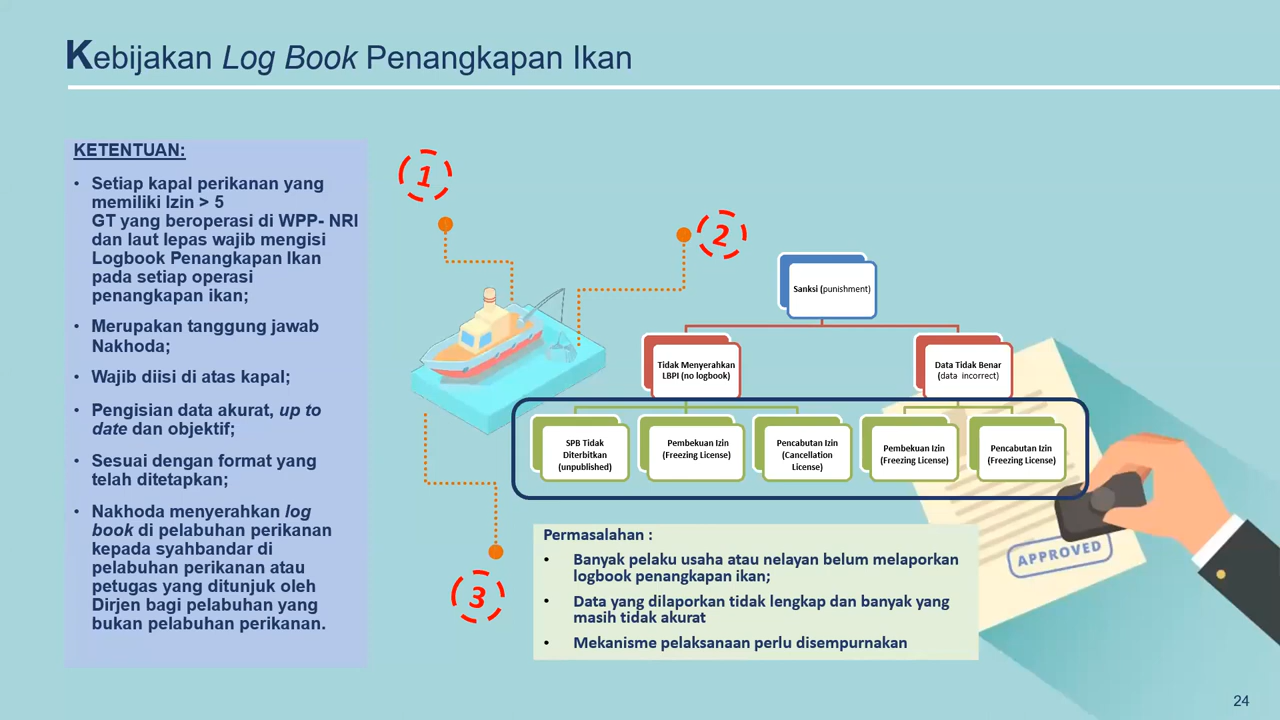 Kebijakan Log Book Penangkapan Ikan
KETENTUAN:
• Setiap kapal perikanan yang
memiliki Izin > 5
GT yang beroperasi di WPP- NRI
dan laut lepas wajib mengisi
Logbook Penangkapan Ikan
pada setiap operasi
penangkapan ikan;
• Merupakan tanggung jawab
Nakhoda;
• Wajib diisi di atas kapal;
• Pengisian data akurat, up to
date dan objektif;
• Sesuai dengan format yang
telah ditetapkan;
• Nakhoda menyerahkan log
book di pelabuhan perikanan
kepada syahbandar di
pelabuhan perikanan atau
petugas yang ditunjuk oleh
Dirjen bagi pelabuhan yang
bukan pelabuhan perikanan.
1
2
3
Sanksi (punishment)
Tidak Menyerahkan
LBPI (no logbook)
Data Tidak Benar
(data incorrect)
SPB Tidak
Diterbitkan
(unpublished)
Pembekuan Izin
(Freezing License)
Pencabutan Izin
(Cancellation
License)
Pembekuan Izin
(Freezing License)
Pencabutan Izin
(Freezing License)
APPROVED
Permasalahan :
• Banyak pelaku usaha atau nelayan belum melaporkan
logbook penangkapan ikan;
• Data yang dilaporkan tidak lengkap dan banyak yang
masih tidak akurat
• Mekanisme pelaksanaan perlu disempurnakan
24